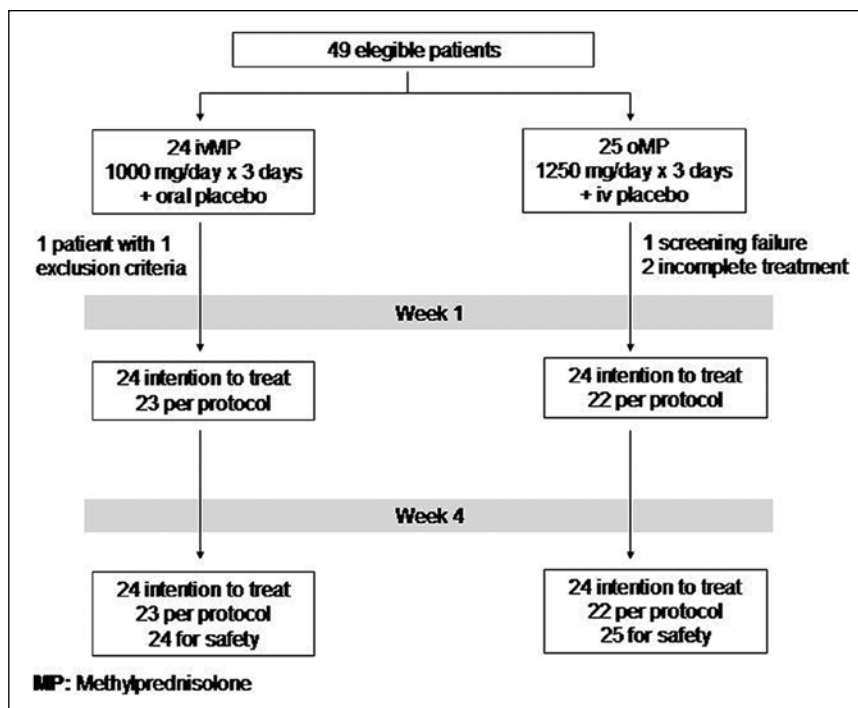 49 elegible patients
24 ivMP
1000 mg/day x 3 days
+ oral placebo
25 oMP
1250 mg/day x 3 days
+ iv placebo
1 patient with 1
exclusion criteria
1 screening failure
2 incomplete treatment
Week 1
24 intention to treat
23 per protocol
24 intention to treat
22 per protocol
Week 4
24 intention to treat
23 per protocol
24 for safety
24 intention to treat
22 per protocol
25 for safety
MP: Methylprednisolone